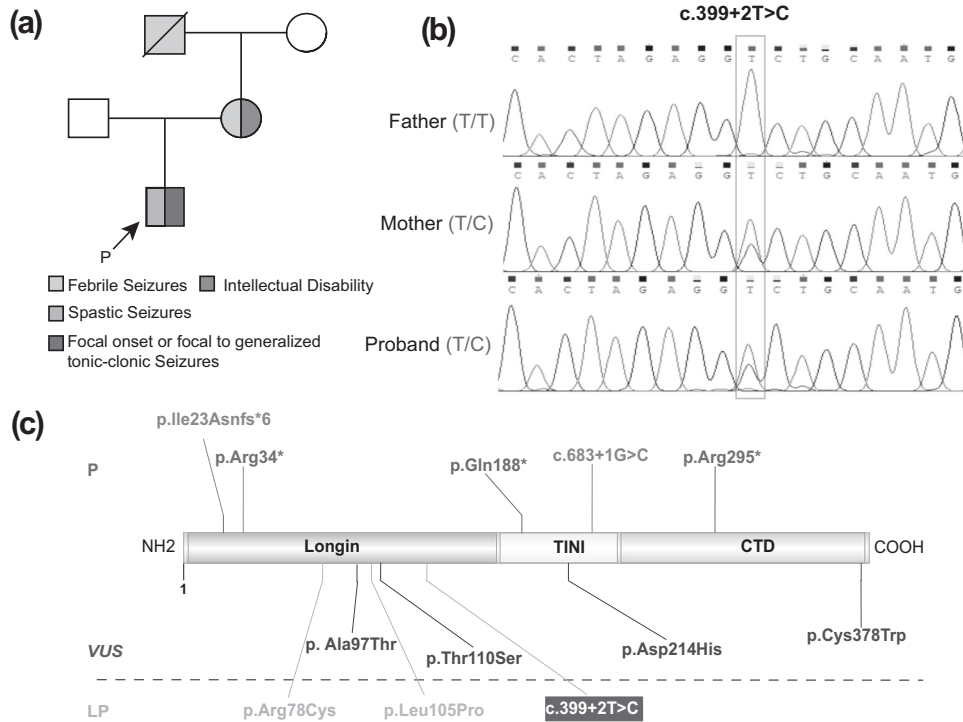 (a)
P
Febrile Seizures
Intellectual Disability
Spastic Seizures
Focal onset or focal to generalized
tonic-clonic Seizures
(b)
c.399+2T>C
C A C T A G A G G T C T G C A A T G
Father (T/T)
C A C T A G A G G T C T G C A A T G
Mother (T/C)
C A C T A G A G G T C T G C A A T G
Proband (T/C)
(c)
p.Ile23Asnfs*6
P
p.Arg34*
p.Gln188*
c.683+1G>C
p.Arg295*
NH2
Longin
TINI
CTD
COOH
1
VUS
p. Ala97Thr
p.Thr110Ser
p.Asp214His
p.Cys378Trp
LP
p.Arg78Cys
p.Leu105Pro
c.399+2T>C